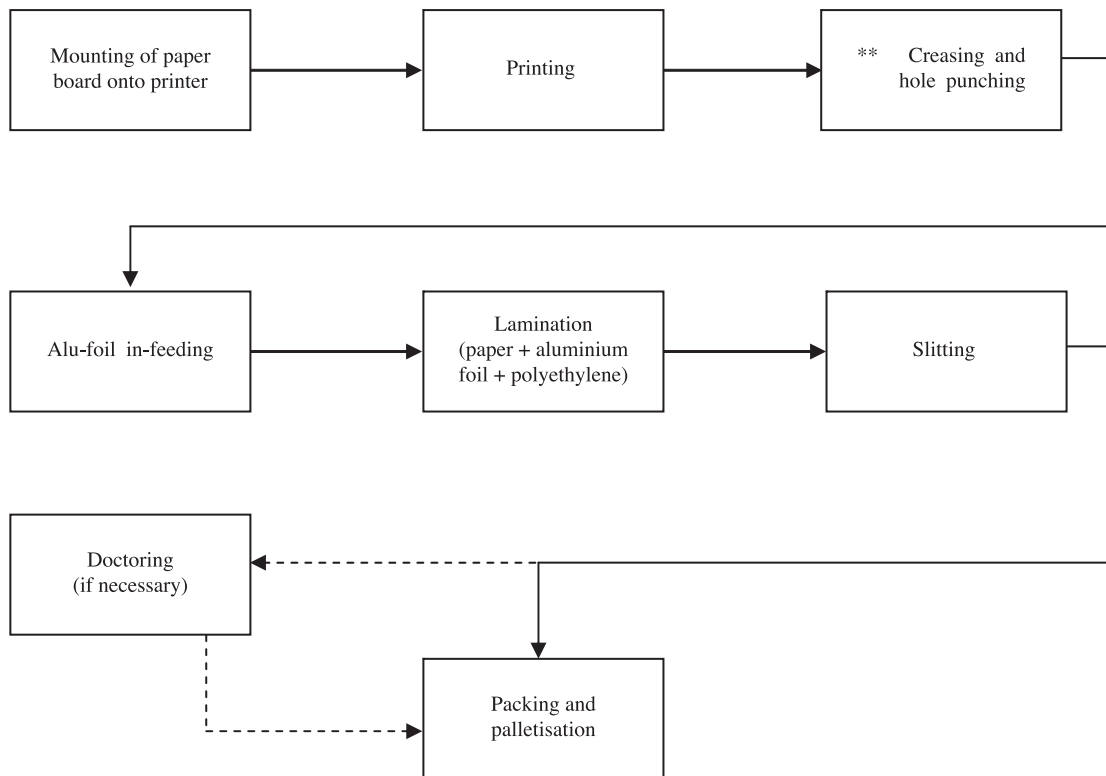 Mounting of paper
board onto printer
Printing
** Creasing and
hole punching
Alu-foil in-feeding
Lamination
(paper + aluminium
foil + polyethylene)
Slitting
Doctoring
(if necessary)
Packing and
palletisation